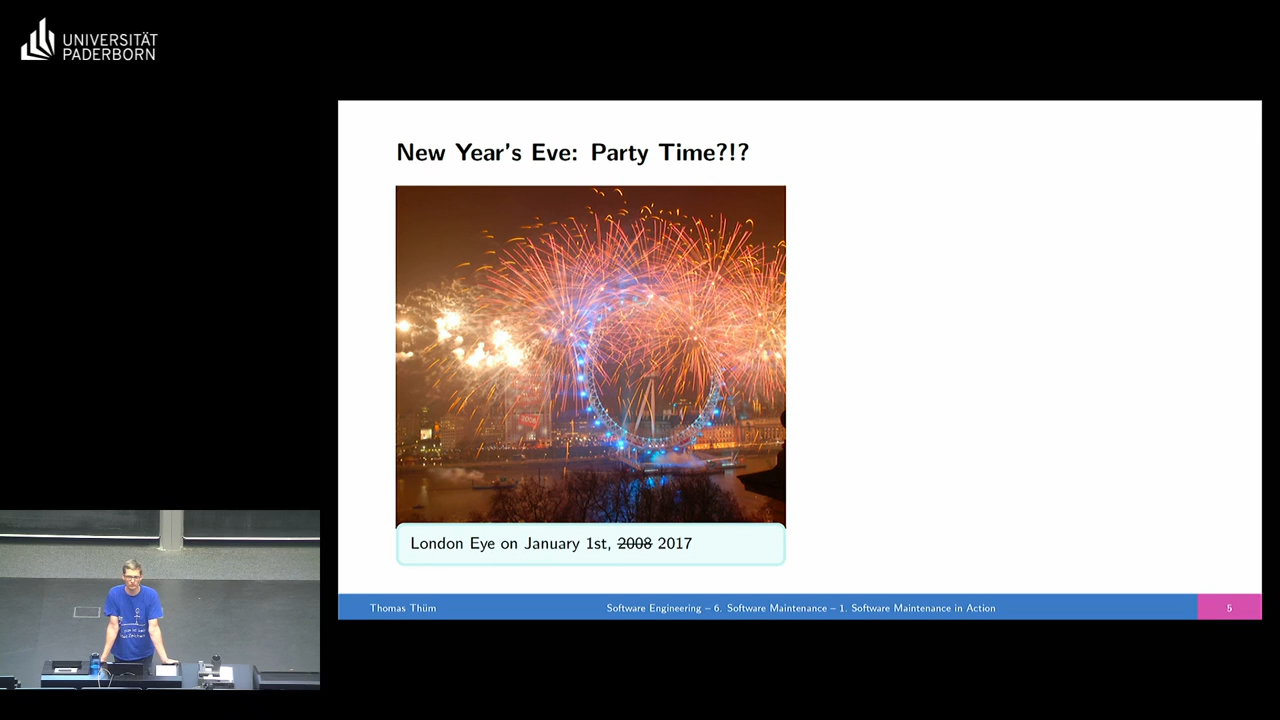 UNIVERSITÄT
PADERBORN
New Year's Eve: Party Time?!?
2008
London Eye on January 1st, 2008 2017
Thomas Thüm
Software Engineering – 6. Software Maintenance – 1. Software Maintenance in Action
5